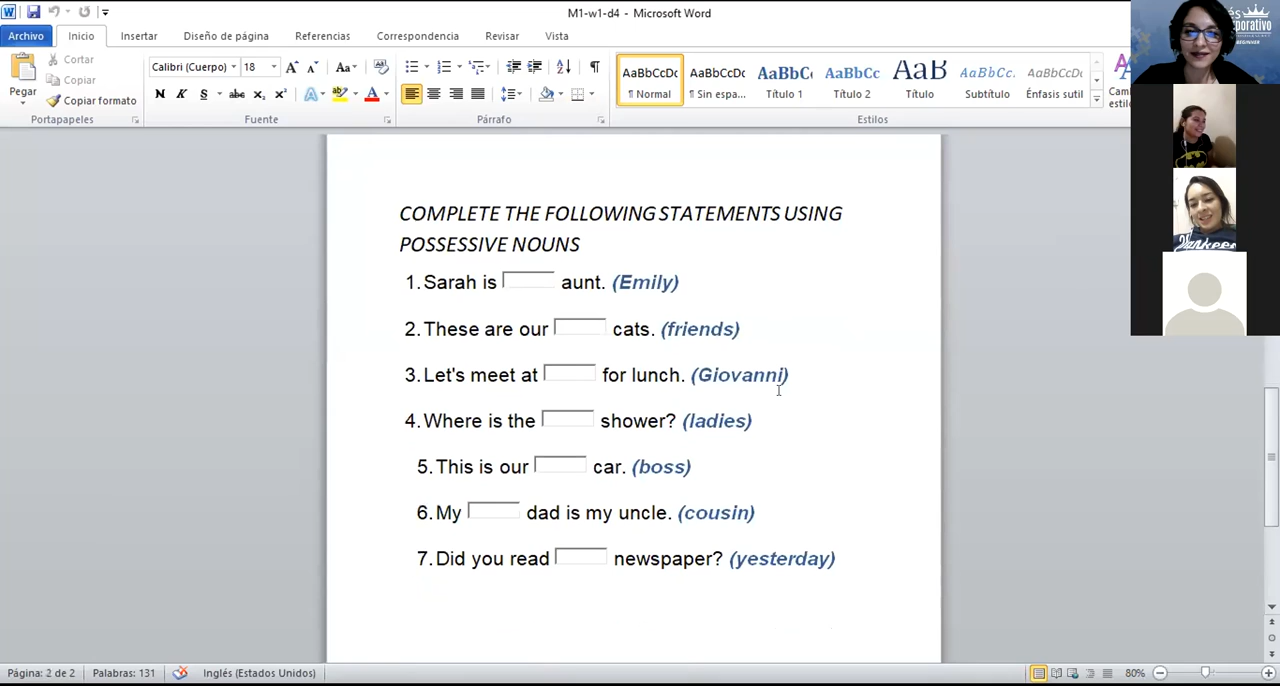 M1-w1-d4 - Microsoft Word
Archivo Inicio Insertar Diseño de página Referencias Correspondencia Revisar Vista
Pegar
Cortar
Copiar
Copiar formato
Portapapeles
Calibri (Cuerpo) 18
Fuente
Párrafo
AaBbCcDc AaBbCcDc AaBbC AaBbCc AaB AaBbCc. AaBbCcDc
¶ Normal ¶ Sin espa... Título 1 Título 2 Título Subtítulo Énfasis sutil
Estilos
BEGINNER
Yankees
COMPLETE THE FOLLOWING STATEMENTS USING
POSSESSIVE NOUNS
1. Sarah is aunt. (Emily)
2. These are our cats. (friends)
3. Let's meet at for lunch. (Giovanni)
4. Where is the shower? (ladies)
5. This is our car. (boss)
6. My dad is my uncle. (cousin)
7. Did you read newspaper? (yesterday)
Página: 2 de 2 Palabras: 131 Inglés (Estados Unidos) 80%